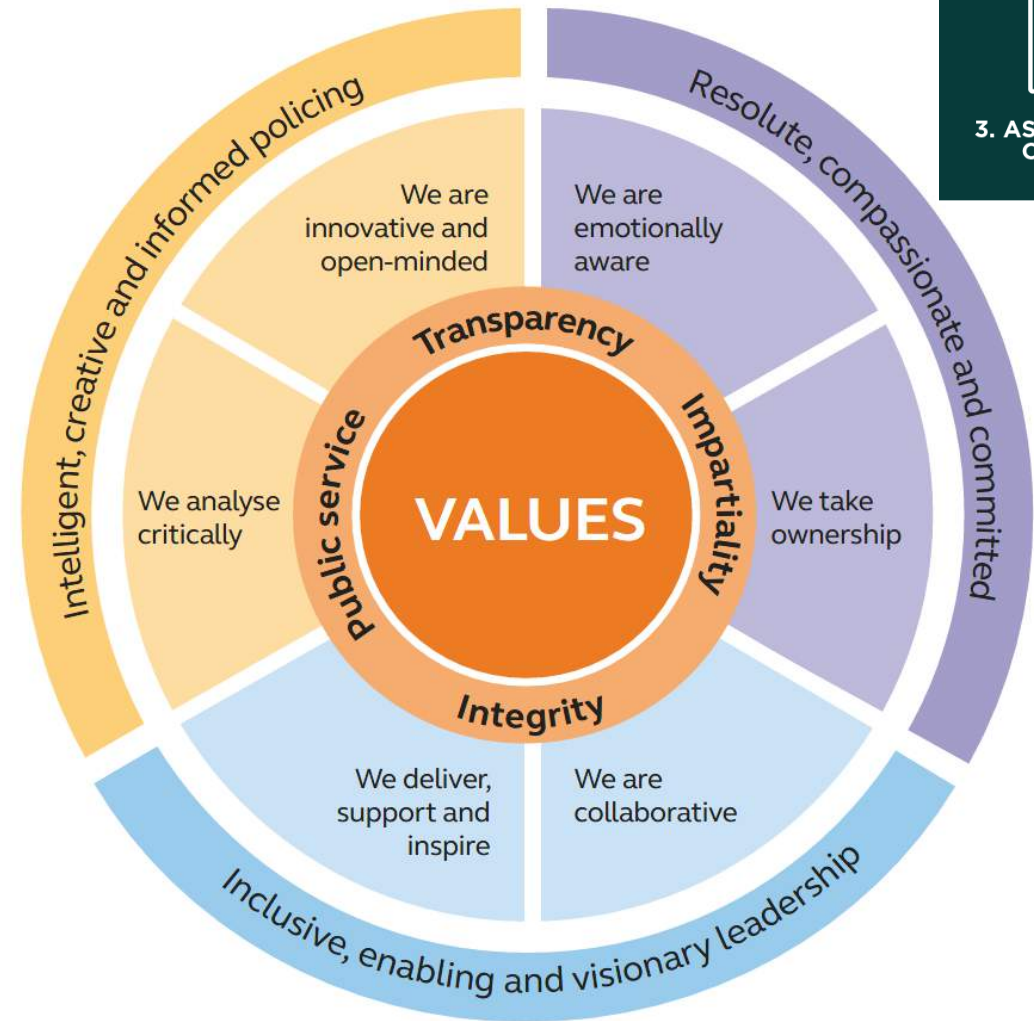 Intelligent, creative and informed policing
Resolute, compassionate and committed
3. AS
We are
innovative and
open-minded
We are
emotionally
aware
Transparency
Impartiality
Public service
VALUES
We analyse
critically
We take
ownership
Integrity
We deliver,
support and
inspire
We are
collaborative
Inclusive, enabling and visionary leadership